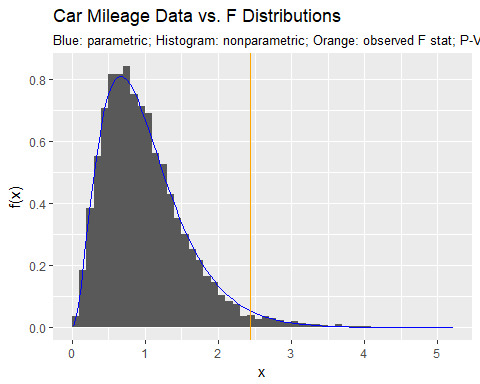 Car Mileage Data vs. F Distributions
Blue: parametric; Histogram: nonparametric; Orange: observed F stat; P-V
0.8
0.6
0.4
0.2
0.0
f(x)
0 1 2 3 4 5
x